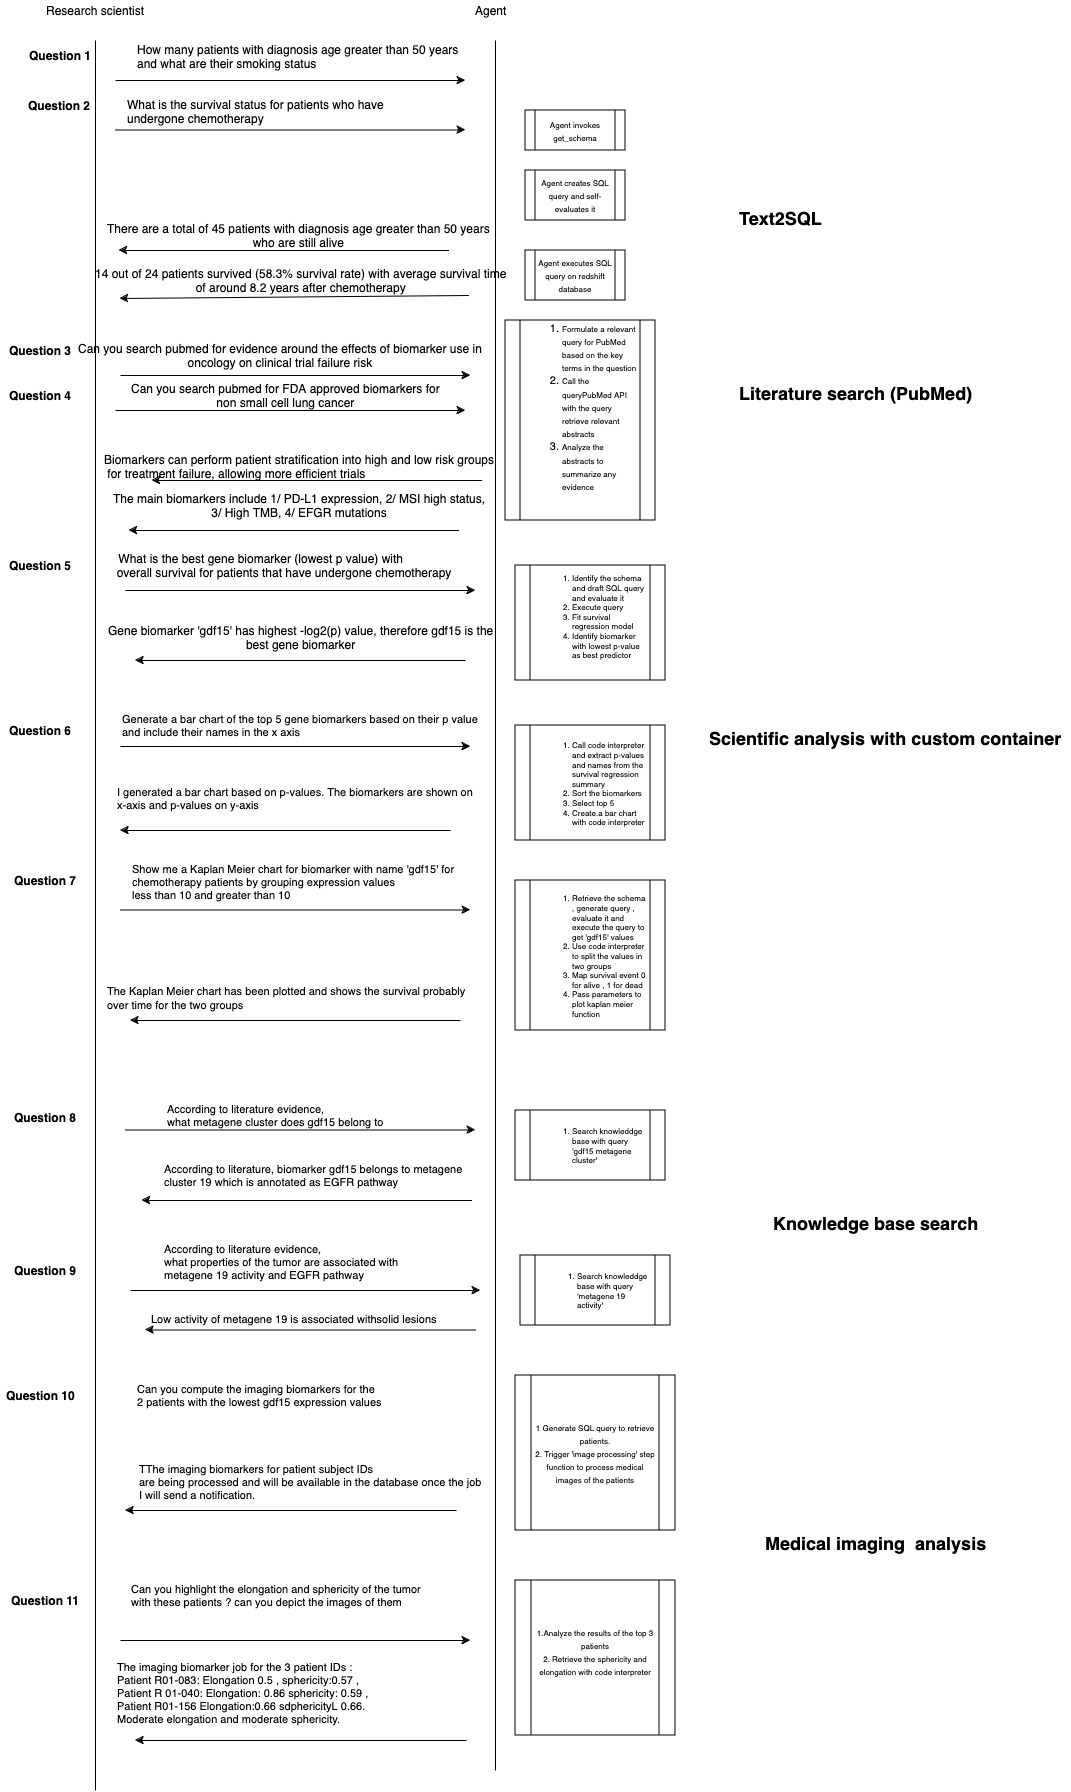 Research scientist
Agent
Question 1
How many patients with diagnosis age greater than 50 years
and what are their smoking status
Question 2
What is the survival status for patients who have
undergone chemotherapy
Agent invokes
get_schema
Agent creates SQL
query and self-
evaluates it
Text2SQL
There are a total of 45 patients with diagnosis age greater than 50 years
who are still alive
Agent executes SQL
query on redshift
database
14 out of 24 patients survived (58.3% survival rate) with average survival time
of around 8.2 years after chemotherapy
Question 3
Can you search pubmed for evidence around the effects of biomarker use in
oncology on clinical trial failure risk
Question 4
Can you search pubmed for FDA approved biomarkers for
non small cell lung cancer
1. Formulate a relevant
query for PubMed
based on the key
terms in the question
2. Call the
queryPubMed API
with the query
retrieve relevant
abstracts
3. Analyze the
abstracts to
summarize any
evidence
Literature search (PubMed)
Biomarkers can perform patient stratification into high and low risk groups
for treatment failure, allowing more efficient trials
The main biomarkers include 1/ PD-L1 expression, 2/ MSI high status,
3/ High TMB, 4/ EFGR mutations
Question 5
What is the best gene biomarker (lowest p value) with
overall survival for patients that have undergone chemotherapy
1. Identify the schema
and draft SQL query
and evaluate it
2. Execute query
3. Fit survival
regression model
4. Identify biomarker
with lowest p-value
as best predictor
Gene biomarker 'gdf15' has highest -log2(p) value, therefore gdf15 is the
best gene biomarker
Question 6
Generate a bar chart of the top 5 gene biomarkers based on their p value
and include their names in the x axis
1. Call code interpreter
and extract p-values
and names from the
survival regression
summary
2. Sort the biomarkers
3. Select top 5
4. Create.a bar chart
with code interpreter
Scientific analysis with custom container
I generated a bar chart based on p-values. The biomarkers are shown on
x-axis and p-values on y-axis
Question 7
Show me a Kaplan Meier chart for biomarker with name 'gdf15' for
chemotherapy patients by grouping expression values
less than 10 and greater than 10
1. Retrieve the schema
, generate query ,
evaluate it and
execute the query to
get 'gdf15' values
2. Use code interpreter
to split the values in
two groups
3. Map survival event 0
for alive , 1 for dead
4. Pass parameters to
plot kaplan meier
function
The Kaplan Meier chart has been plotted and shows the survival probably
over time for the two groups
Question 8
According to literature evidence,
what metagene cluster does gdf15 belong to
1. Search knowleddge
base with query
'gdf15 metagene
cluster'
According to literature, biomarker gdf15 belongs to metagene
cluster 19 which is annotated as EGFR pathway
Knowledge base search
Question 9
According to literature evidence,
what properties of the tumor are associated with
metagene 19 activity and EGFR pathway
1. Search knowleddge
base with query
'metagene 19
activity'
Low activity of metagene 19 is associated withsolid lesions
Question 10
Can you compute the imaging biomarkers for the
2 patients with the lowest gdf15 expression values
1 Generate SQL query to retrieve
patients.
2. Trigger 'image processing' step
function to process medical
images of the patients
TThe imaging biomarkers for patient subject IDs
are being processed and will be available in the database once the job
I will send a notification.
Medical imaging analysis
Question 11
Can you highlight the elongation and sphericity of the tumor
with these patients ? can you depict the images of them
1.Analyze the results of the top 3
patients
2. Retrieve the sphericity and
elongation with code interpreter
The imaging biomarker job for the 3 patient IDs :
Patient R01-083: Elongation 0.5 , sphericity:0.57 ,
Patient R 01-040: Elongation: 0.86 sphericity: 0.59 ,
Patient R01-156 Elongation:0.66 sdphericityL 0.66.
Moderate elongation and moderate sphericity.